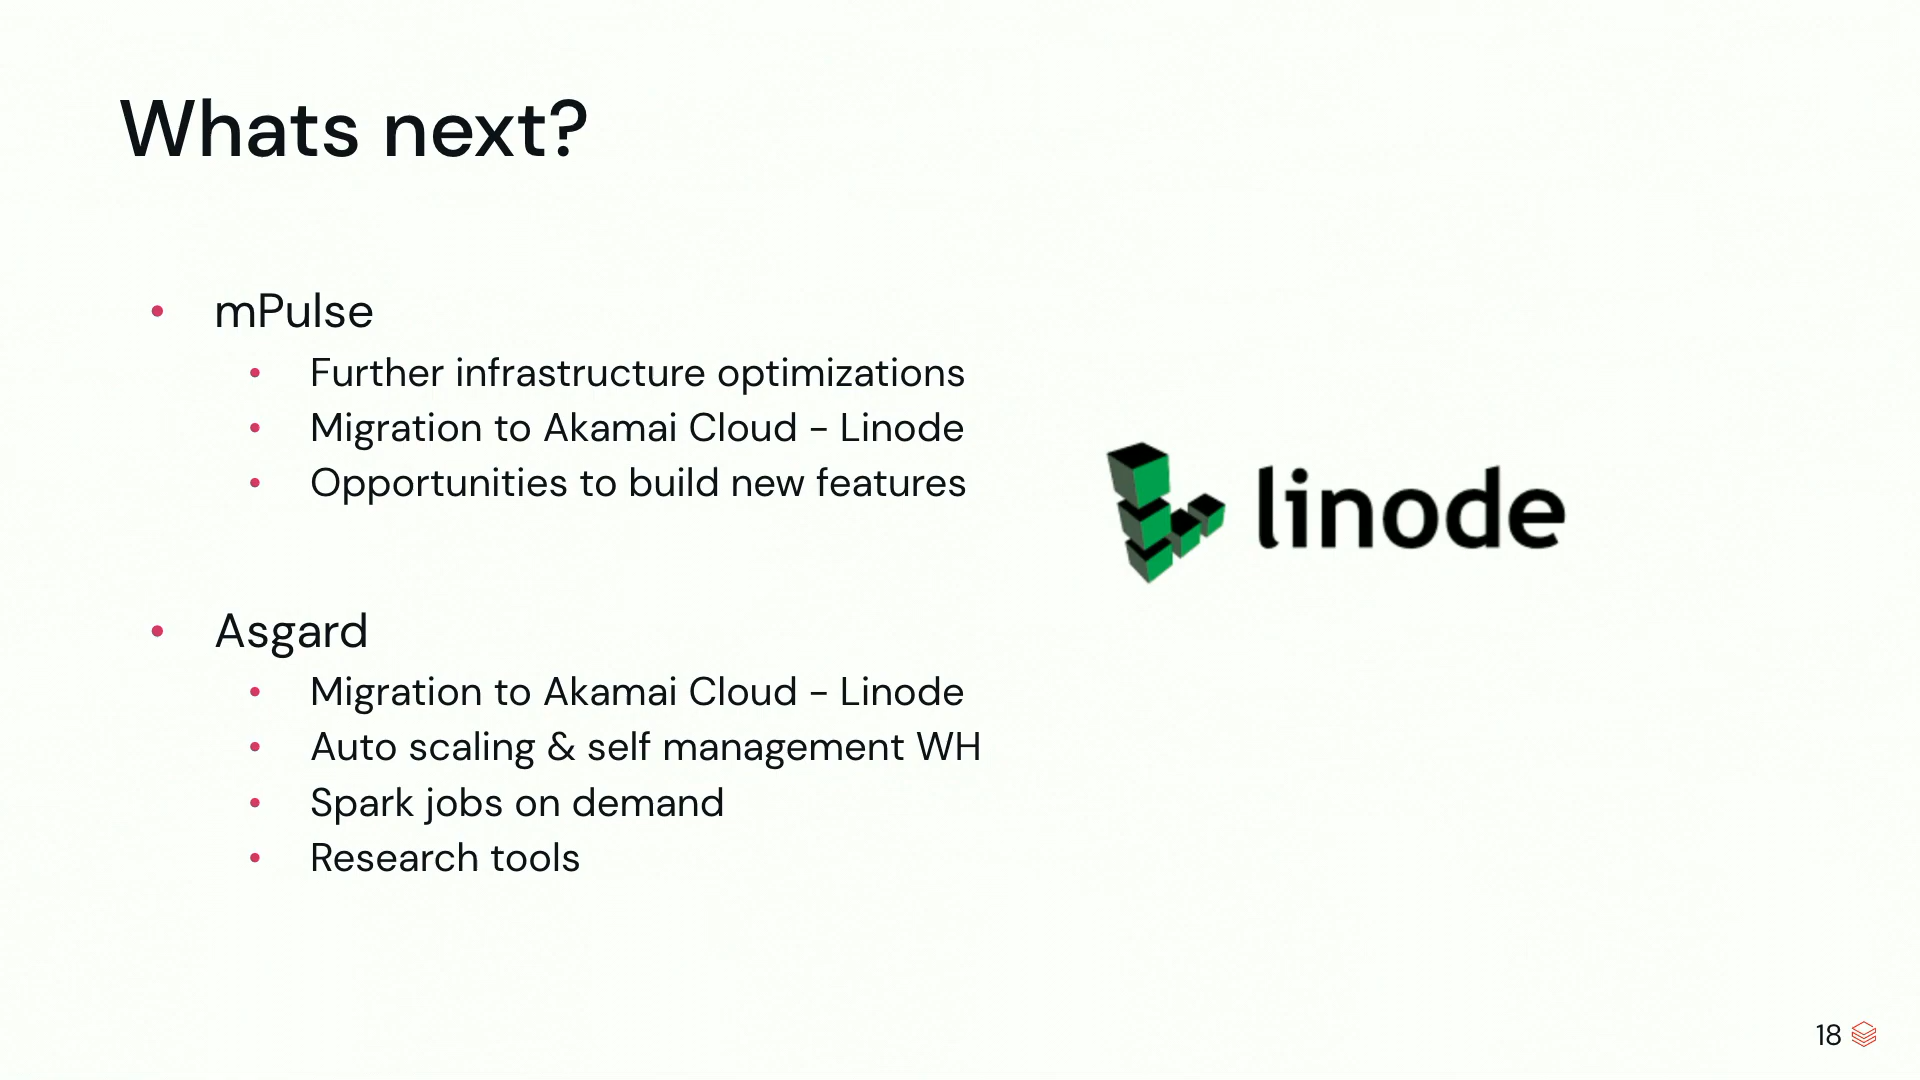 Whats next?
• mPulse
• Further infrastructure optimizations
• Migration to Akamai Cloud - Linode
• Opportunities to build new features
linode
• Asgard
• Migration to Akamai Cloud - Linode
• Auto scaling & self management WH
• Spark jobs on demand
• Research tools
18